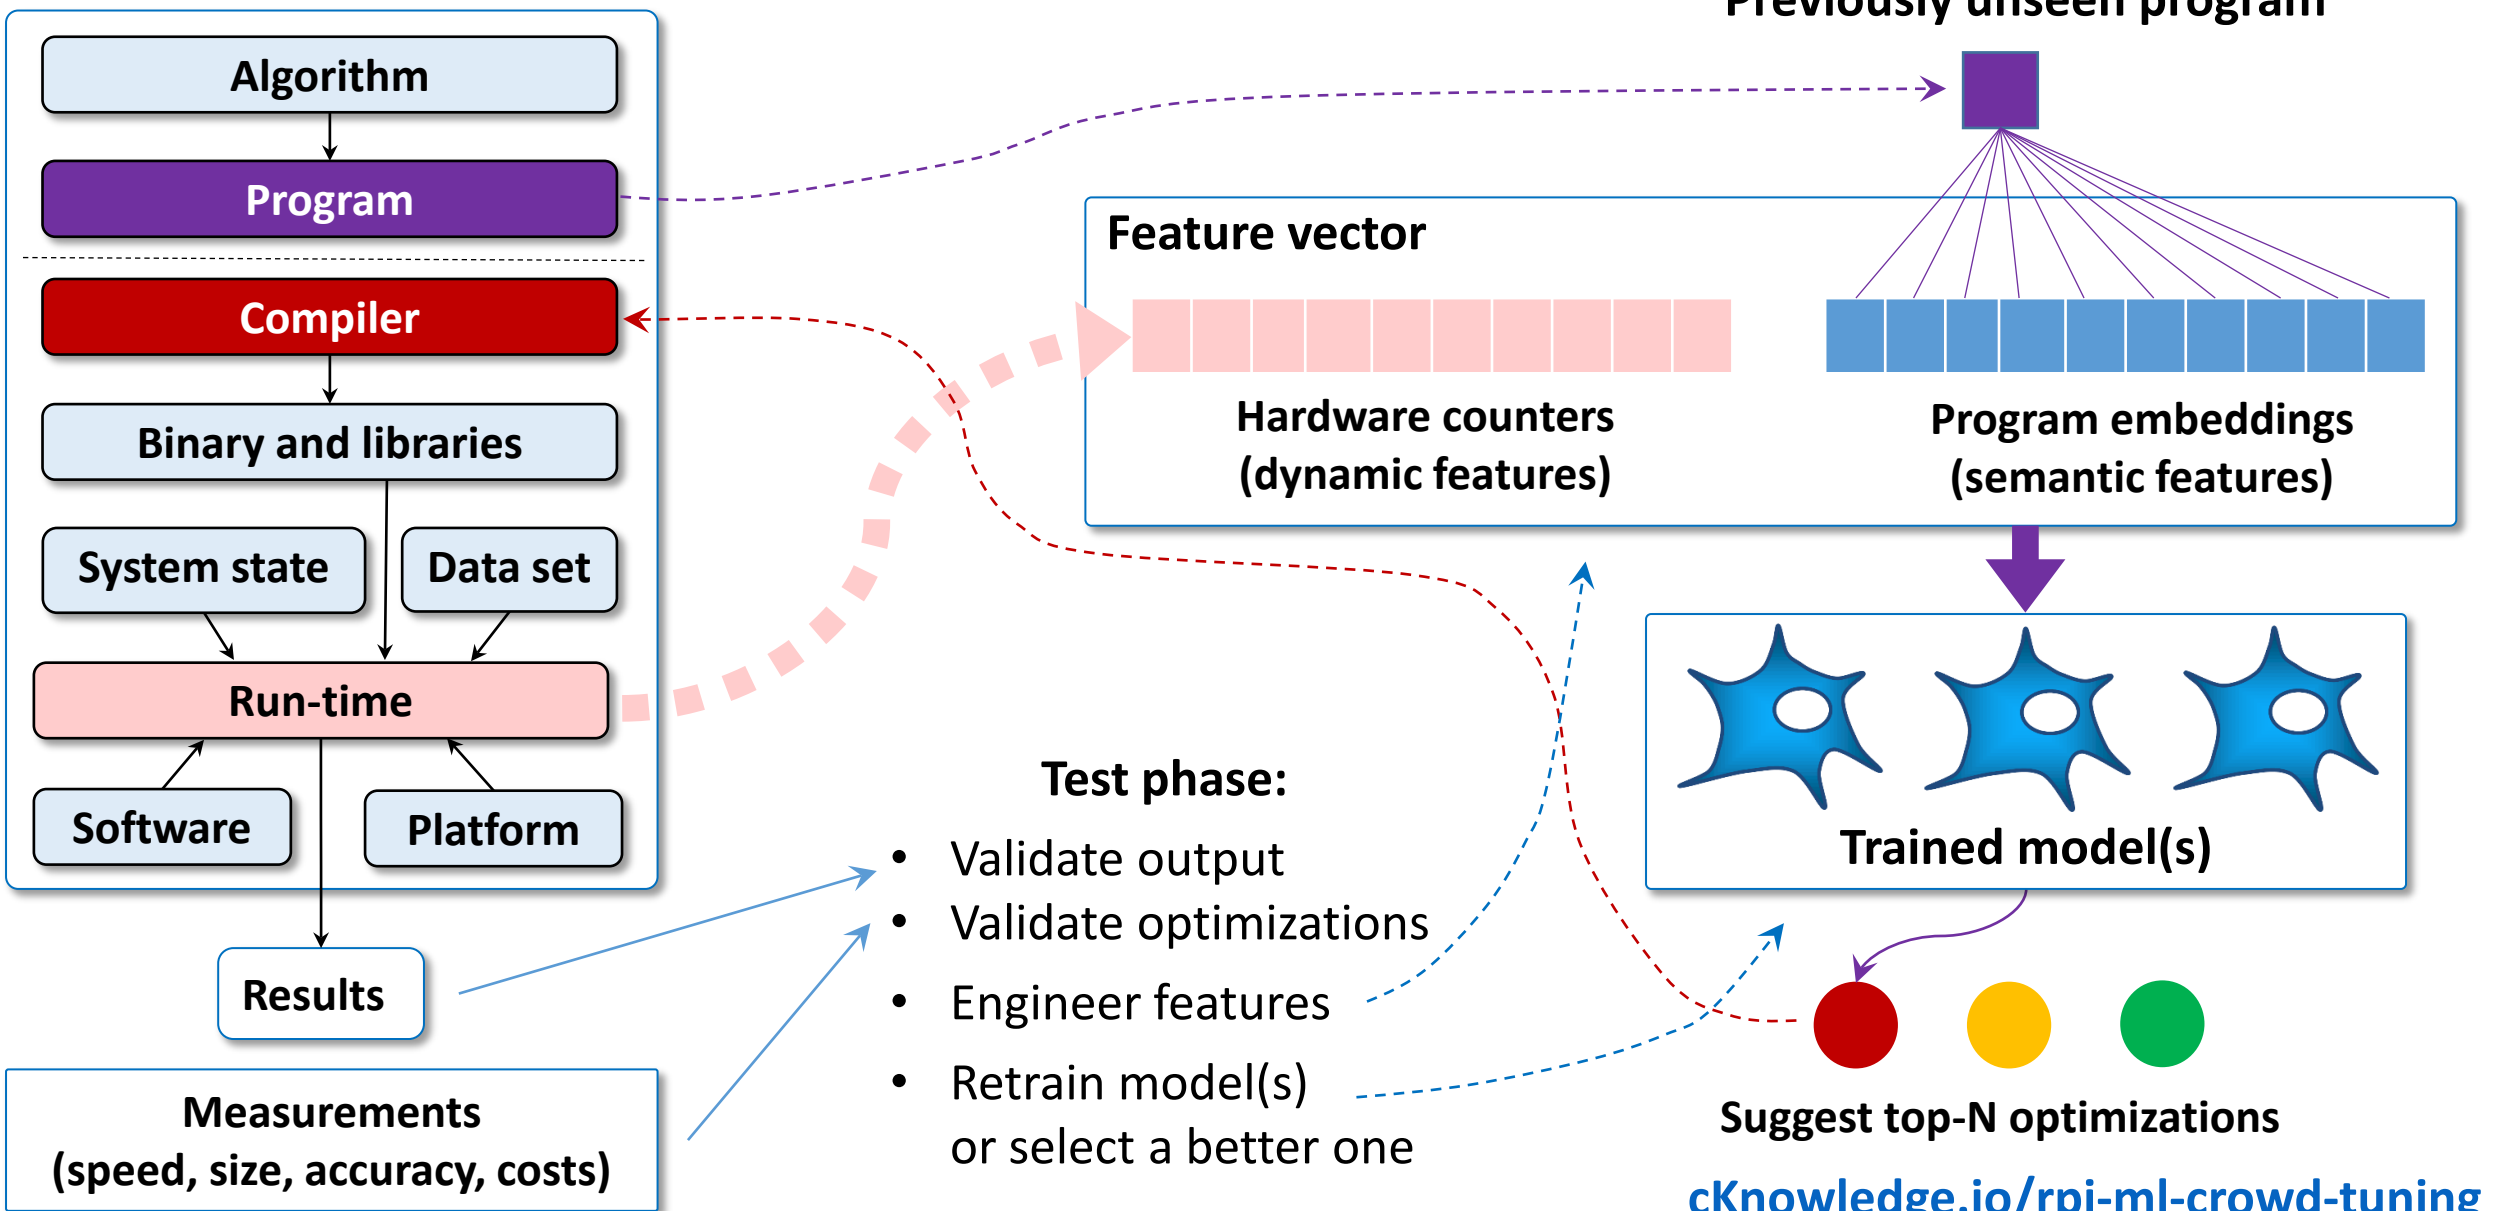 Previously unseen program
Algorithm
Program
Compiler
Binary and libraries
System state
Data set
Run-time
Software
Platform
Results
Measurements
(speed, size, accuracy, costs)
Feature vector
Hardware counters
(dynamic features)
Program embeddings
(semantic features)
Test phase:
• Validate output
• Validate optimizations
• Engineer features
• Retrain model(s)
or select a better one
Trained model(s)
Suggest top-N optimizations
cKnowledge.io/rpi-ml-crowd-tuning